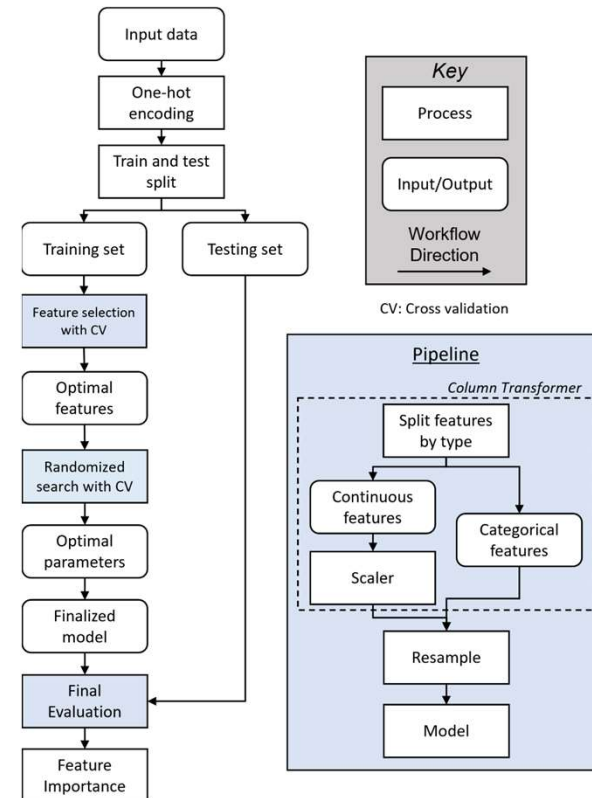 Input data
One-hot
encoding
Train and test
split
Training set
Testing set
Feature selection
with CV
Optimal
features
Randomized
search with CV
Optimal
parameters
Finalized
model
Final
Evaluation
Feature
Importance
Key
Process
Input/Output
Workflow
Direction
CV: Cross validation
Pipeline
Column Transformer
Split features
by type
Continuous
features
Categorical
features
Scaler
Resample
Model